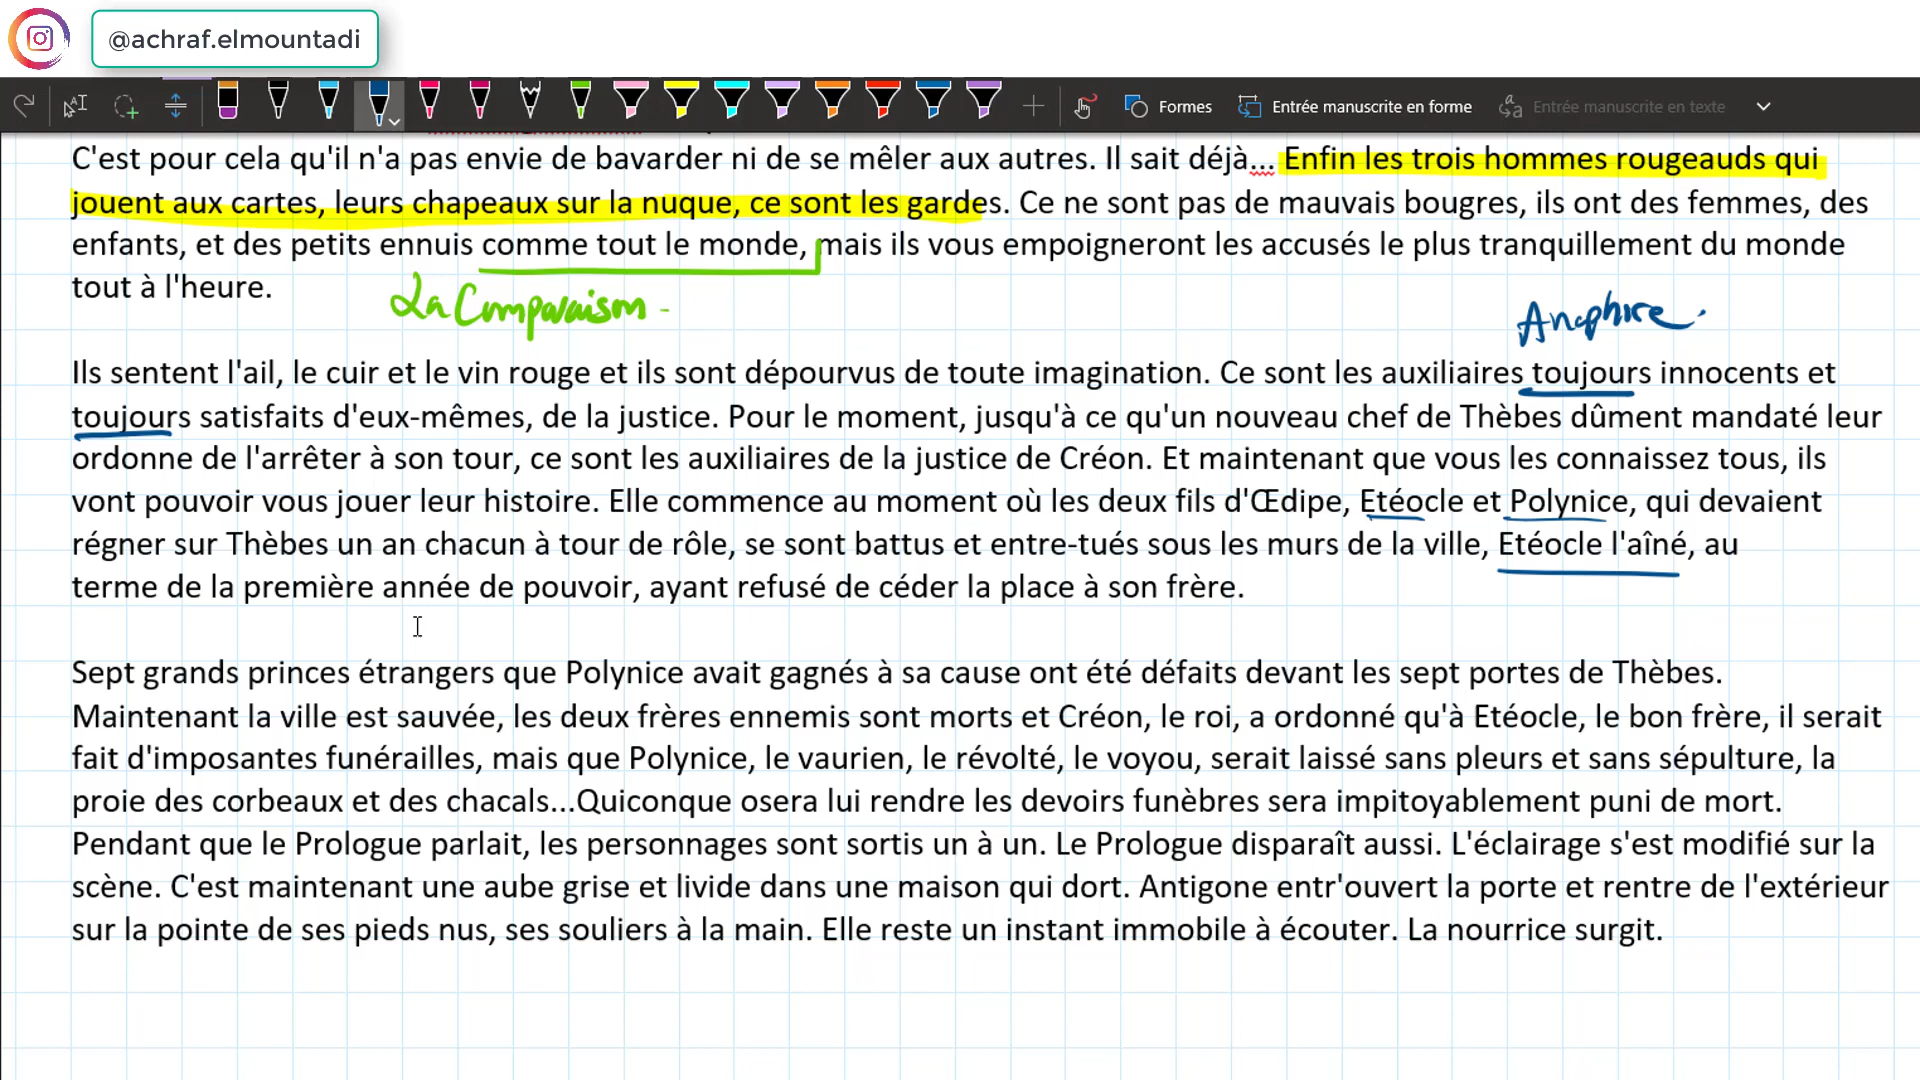 @achraf.elmountadi
Formes
Entrée manuscrite en forme
Entrée manuscrite en texte
C'est pour cela qu'il n'a pas envie de bavarder ni de se mêler aux autres. Il sait déjà... Enfin les trois hommes rougeauds qui
jouent aux cartes, leurs chapeaux sur la nuque, ce sont les gardes. Ce ne sont pas de mauvais bougres, ils ont des femmes, des
enfants, et des petits ennuis comme tout le monde, mais ils vous empoigneront les accusés le plus tranquillement du monde
tout à l'heure.
La Comparaison -
Anaphore.
Ils sentent l'ail, le cuir et le vin rouge et ils sont dépourvus de toute imagination. Ce sont les auxiliaires toujours innocents et
toujours satisfaits d'eux-mêmes, de la justice. Pour le moment, jusqu'à ce qu'un nouveau chef de Thèbes dûment mandaté leur
ordonne de l'arrêter à son tour, ce sont les auxiliaires de la justice de Créon. Et maintenant que vous les connaissez tous, ils
vont pouvoir vous jouer leur histoire. Elle commence au moment où les deux fils d'Œdipe, Etéocle et Polynice, qui devaient
régner sur Thèbes un an chacun à tour de rôle, se sont battus et entre-tués sous les murs de la ville, Etéocle l'aîné, au
terme de la première année de pouvoir, ayant refusé de céder la place à son frère.
Sept grands princes étrangers que Polynice avait gagnés à sa cause ont été défaits devant les sept portes de Thèbes.
Maintenant la ville est sauvée, les deux frères ennemis sont morts et Créon, le roi, a ordonné qu'à Etéocle, le bon frère, il serait
fait d'imposantes funérailles, mais que Polynice, le vaurien, le révolté, le voyou, serait laissé sans pleurs et sans sépulture, la
proie des corbeaux et des chacals...Quiconque osera lui rendre les devoirs funèbres sera impitoyablement puni de mort.
Pendant que le Prologue parlait, les personnages sont sortis un à un. Le Prologue disparaît aussi. L'éclairage s'est modifié sur la
scène. C'est maintenant une aube grise et livide dans une maison qui dort. Antigone entr'ouvert la porte et rentre de l'extérieur
sur la pointe de ses pieds nus, ses souliers à la main. Elle reste un instant immobile à écouter. La nourrice surgit.